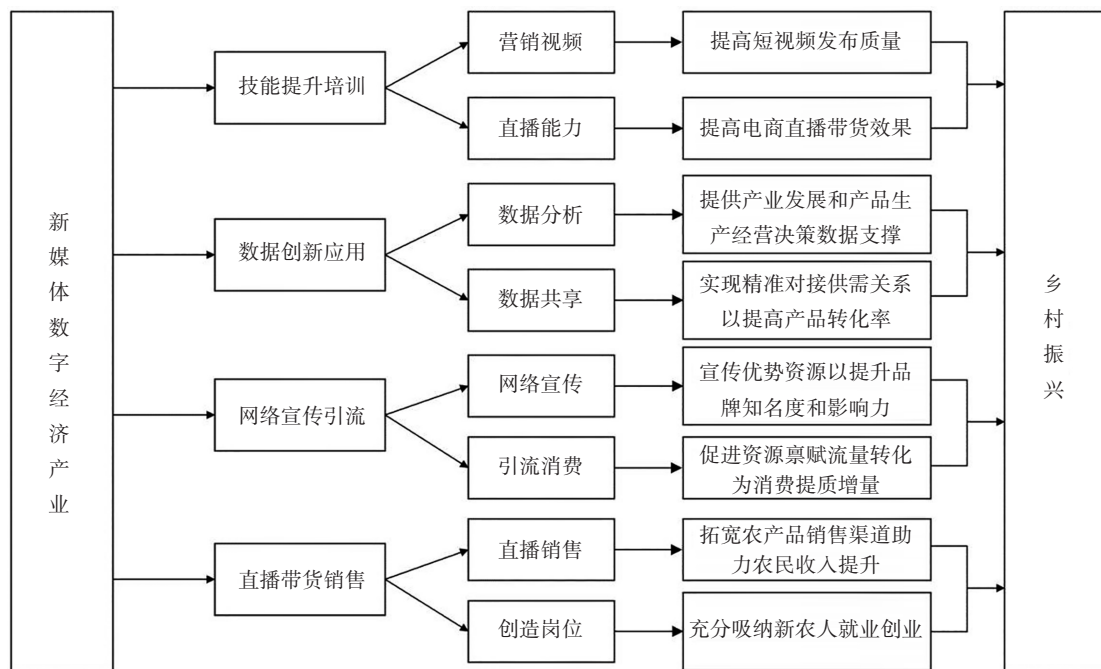 新媒体数字经济产业
技能提升培训
营销视频
提高短视频发布质量
直播能力
提高电商直播带货效果
数据创新应用
数据分析
提供产业发展和产品生
产经营决策数据支撑
数据共享
实现精准对接供需关系
以提高产品转化率
网络宣传引流
网络宣传
宣传优势资源以提升品
牌知名度和影响力
引流消费
促进资源禀赋流量转化
为消费提质增量
直播带货销售
直播销售
拓宽农产品销售渠道助
力农民收入提升
创造岗位
充分吸纳新农人就业创业
乡村振兴